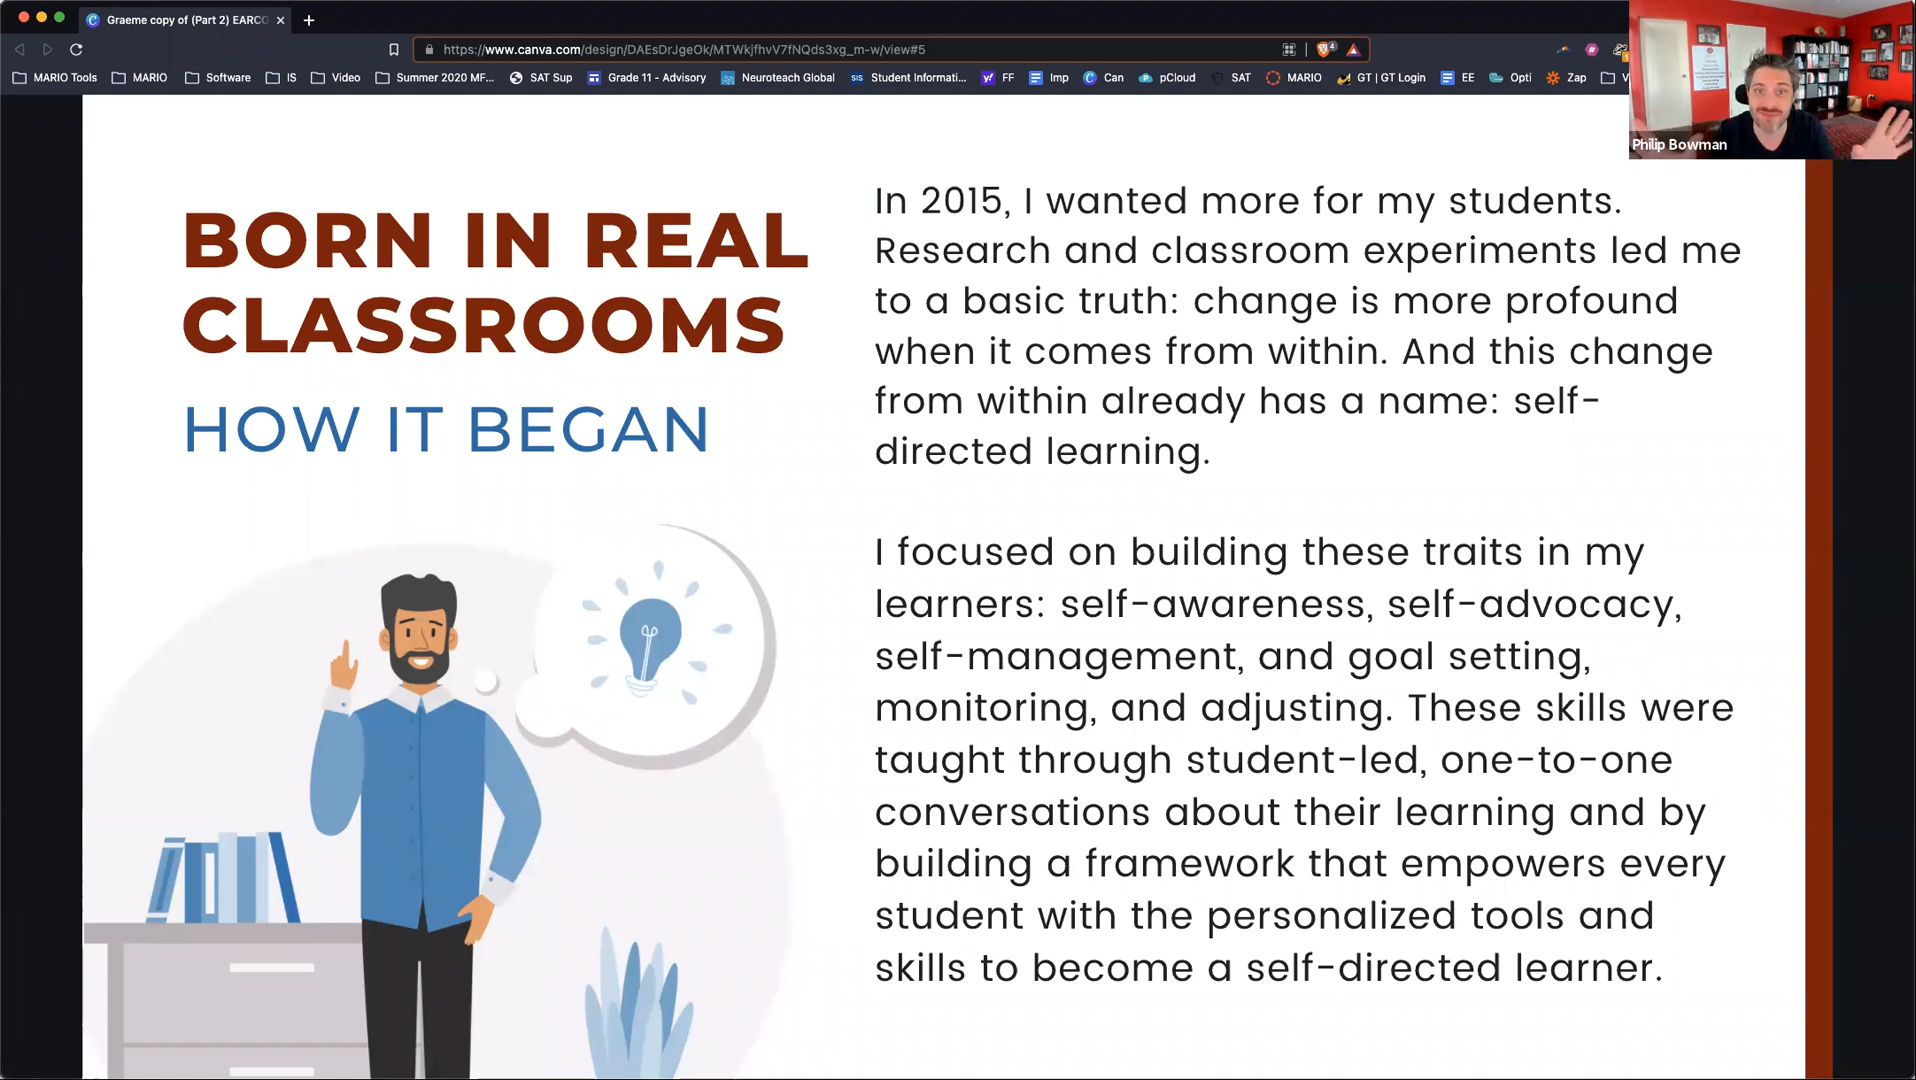 Graeme copy of (Part 2) EARCO
https://www.canva.com/design/DAEsDrJgeOk/MTWkjfhvV7fNQds3xg_m-w/view#5
4
MARIO Tools
MARIO
Software
IS
Video
Summer 2020 MF...
SAT Sup
Grade 11 - Advisory
Neuroteach Global
SIS
Student Informati...
FF
Imp
Can
pCloud
SAT
MARIO
GT | GT Login
EE
Opti
Zap
Philip Bowman
BORN IN REAL
CLASSROOMS
HOW IT BEGAN
In 2015, I wanted more for my students.
Research and classroom experiments led me
to a basic truth: change is more profound
when it comes from within. And this change
from within already has a name: self-
directed learning.
I focused on building these traits in my
learners: self-awareness, self-advocacy,
self-management, and goal setting,
monitoring, and adjusting. These skills were
taught through student-led, one-to-one
conversations about their learning and by
building a framework that empowers every
student with the personalized tools and
skills to become a self-directed learner.